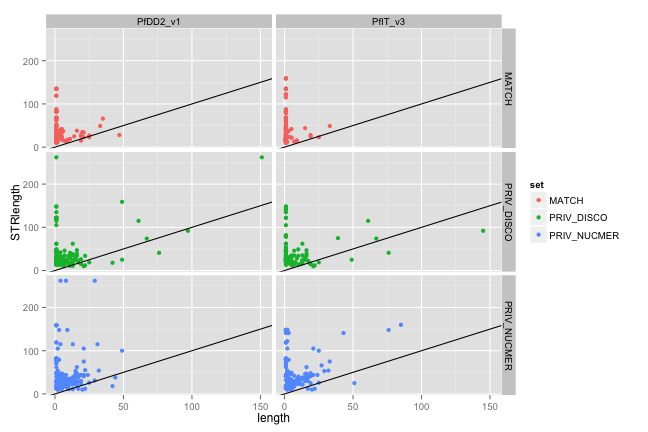 PfDD2_v1 PfIT_v3
200
100
0
MATCH
200
100
0
PRIV_DISCO
200
100
0
PRIV_NUCMER
0 50 100 150 0 50 100 150
length
STRlength
set
MATCH
PRIV_DISCO
PRIV_NUCMER